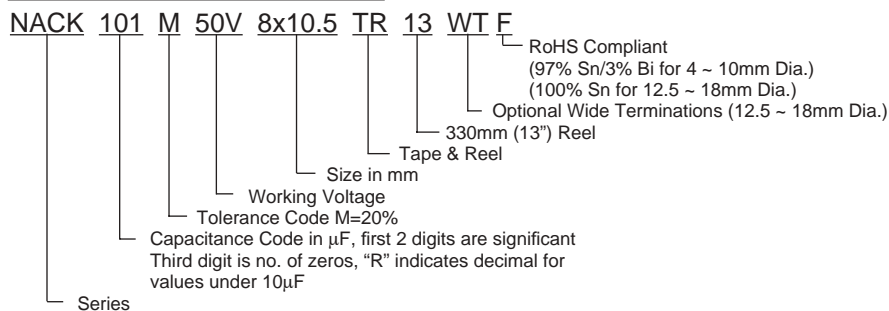 NACK 101 M 50V 8x10.5 TR 13 WT F
RoHS Compliant
(97% Sn/3% Bi for 4 ~ 10mm Dia.)
(100% Sn for 12.5 ~ 18mm Dia.)
Optional Wide Terminations (12.5 ~ 18mm Dia.)
330mm (13”) Reel
Tape & Reel
Size in mm
Working Voltage
Tolerance Code M=20%
Capacitance Code in μF, first 2 digits are significant
Third digit is no. of zeros, “R” indicates decimal for
values under 10μF
Series